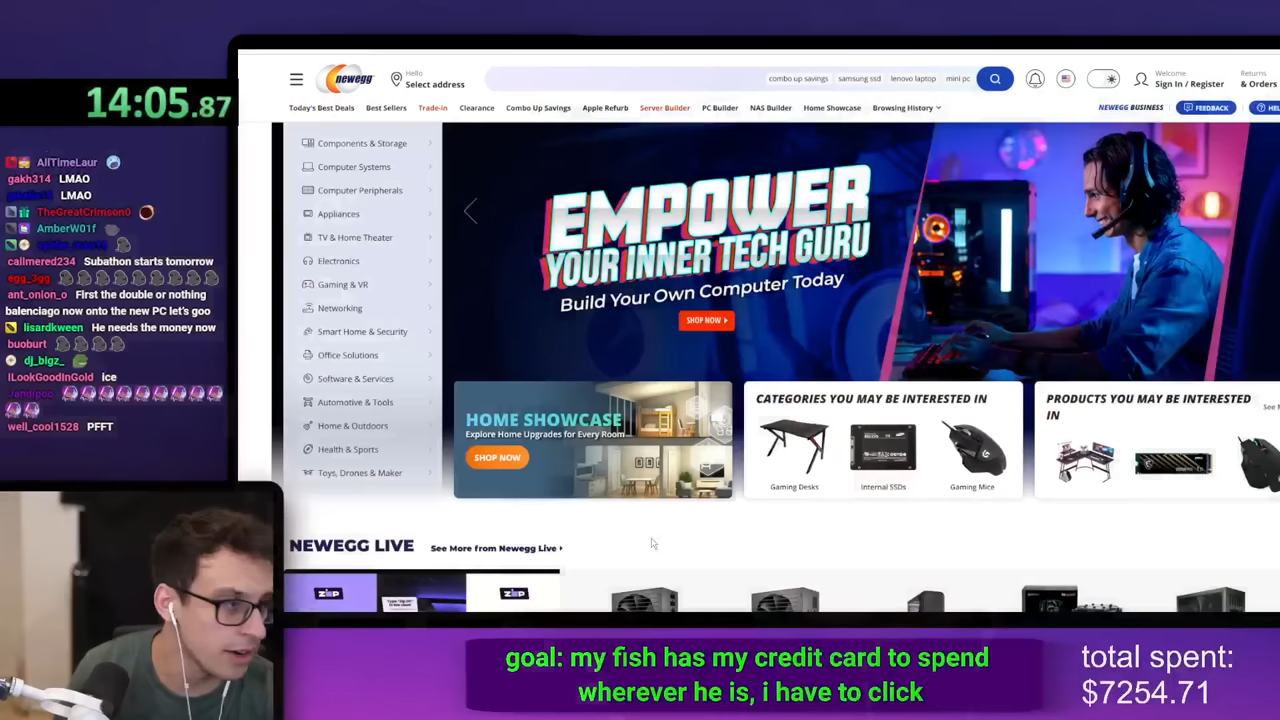 newegg
Hello
Select address
combo up savings samsung ssd lenovo laptop mini pc
Welcome
Sign In / Register
Returns
& Orders
Today's Best Deals Best Sellers Trade-in Clearance Combo Up Savings Apple Refurb Server Builder PC Builder NAS Builder Home Showcase Browsing History
NEWEGG BUSINESS FEEDBACK HEL
14:05.87
AllTimeLaur
gakh314 LMAO
LMAO
TheGreatCrimson0
AmberW01f
callmered234 Subathon starts tomorrow
egg_3gg
ant_onion_o First the double or nothing
balenciago now onto the new PC let's goo
lisardkween He needs the money now
buoburt
dj_blgz_
ILookGoodInGold ice
Jandipoo
well_cool1528 PFFT
Components & Storage
Computer Systems
Computer Peripherals
Appliances
TV & Home Theater
Electronics
Gaming & VR
Networking
Smart Home & Security
Office Solutions
Software & Services
Automotive & Tools
Home & Outdoors
Health & Sports
Toys, Drones & Maker
EMPOWER
YOUR INNER TECH GURU
Build Your Own Computer Today
SHOP NOW
HOME SHOWCASE
Explore Home Upgrades for Every Room
SHOP NOW
CATEGORIES YOU MAY BE INTERESTED IN
Gaming Desks Internal SSDs Gaming Mice
PRODUCTS YOU MAY BE INTERESTED
IN
See M
NEWEGG LIVE See More from Newegg Live
goal: my fish has my credit card to spend
wherever he is, i have to click
total spent:
$7254.71